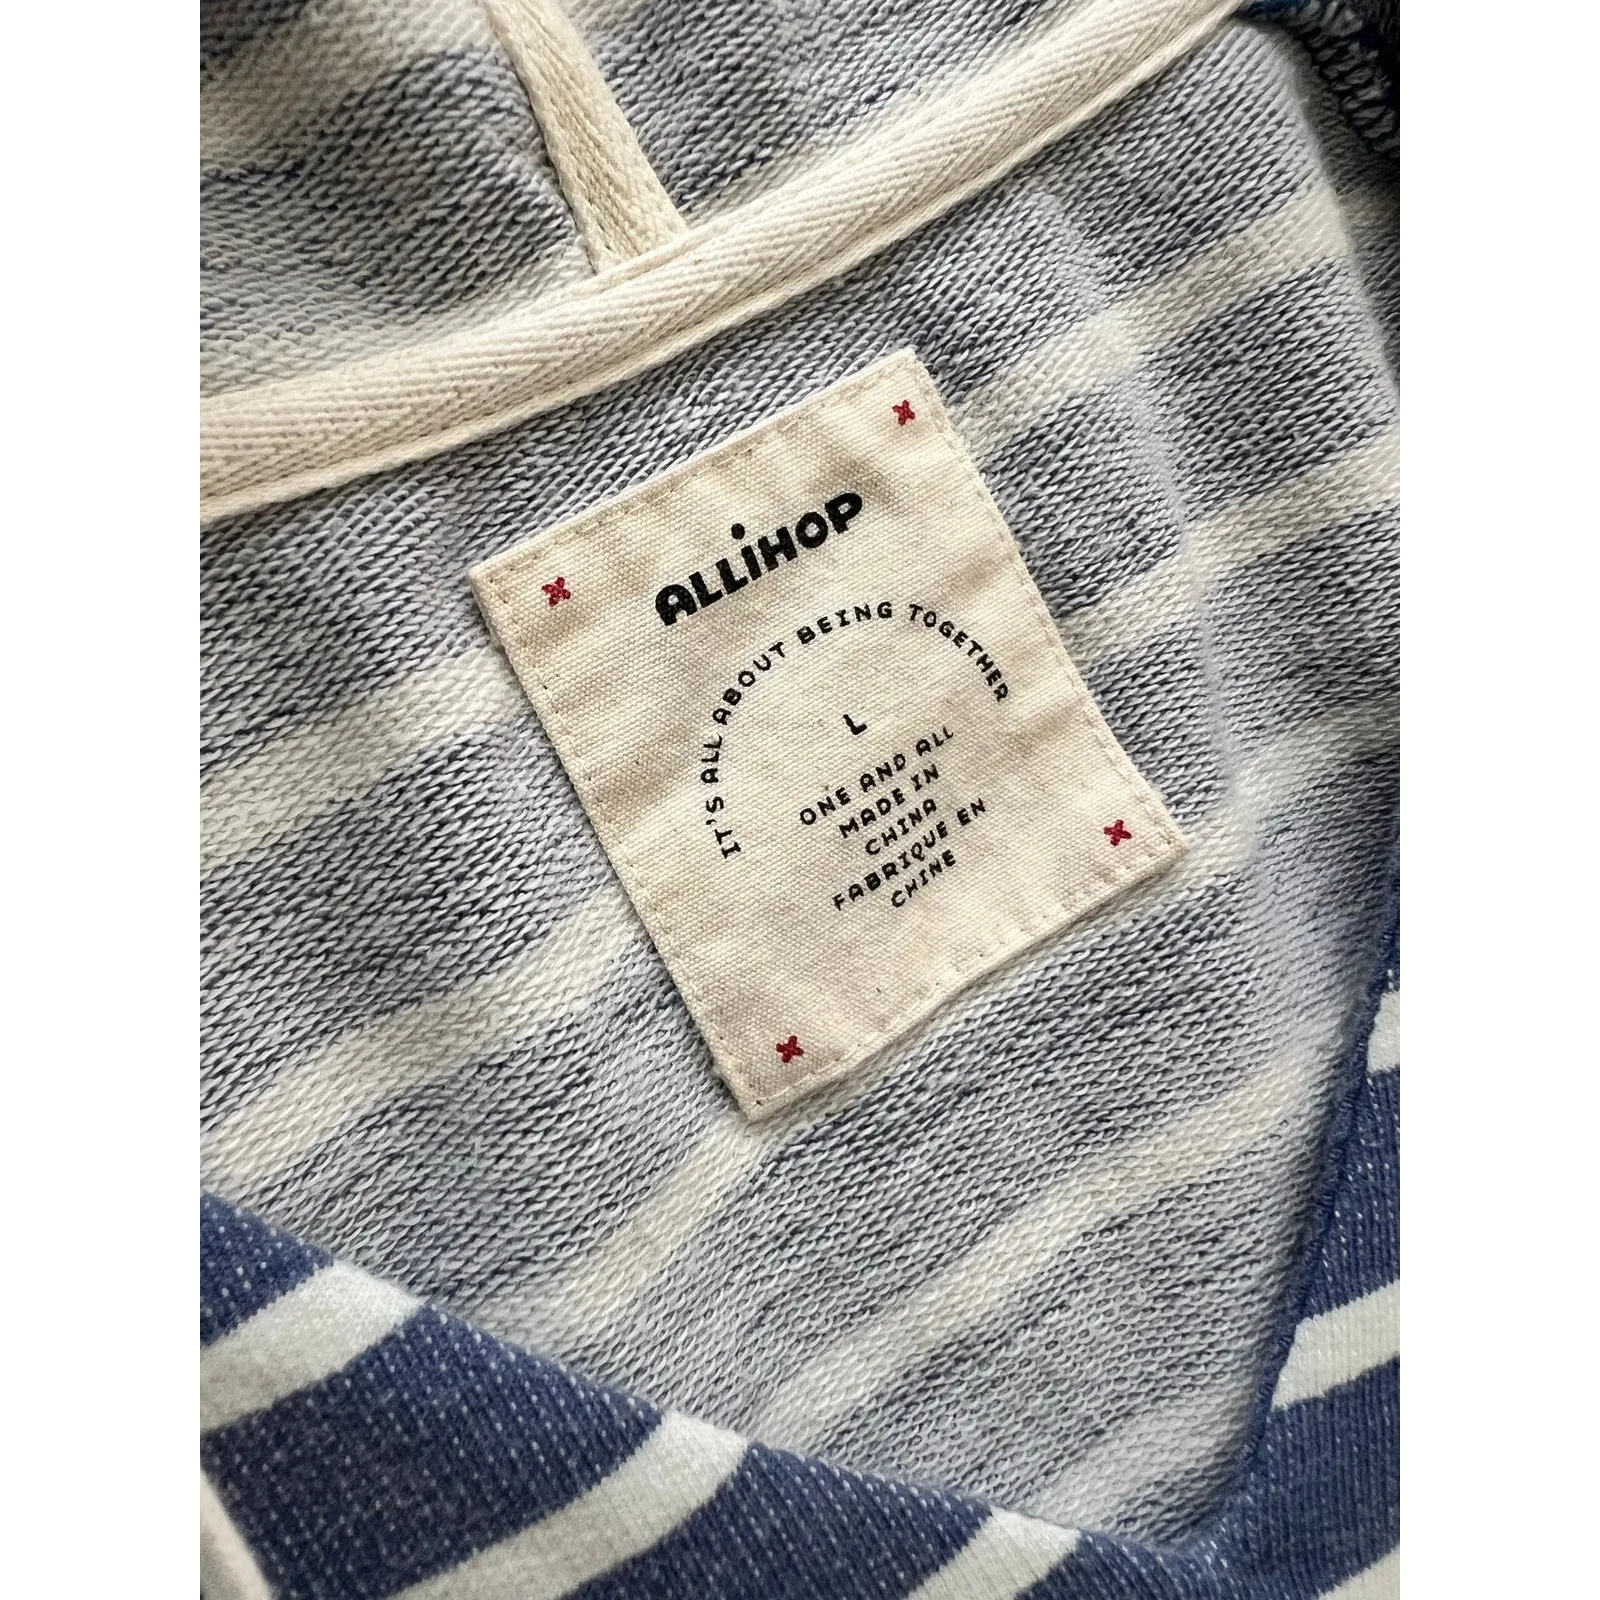 ALLiHOP
IT'S ALL ABOUT BEING TOGETHER
L
ONE AND ALL
MADE IN
CHINA
FABRIQUE EN
CHINE